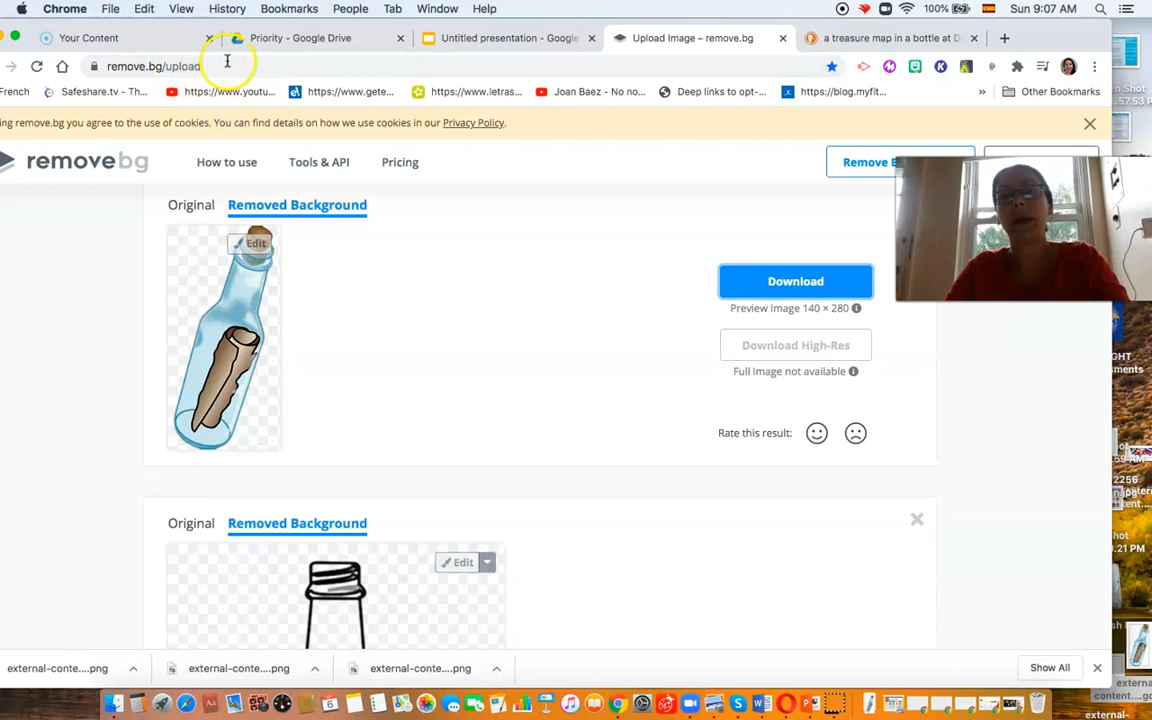 Chrome File Edit View History Bookmarks People Tab Window Help 100% Sun 9:07 AM
Your Content Priority - Google Drive Untitled presentation - Google Upload Image – remove.bg a treasure map in a bottle at D
remove.bg/upload
French Safeshare.tv - Th... https://www.youtu... https://www.gete... https://www.letras... Joan Baez - No no... Deep links to opt-... https://blog.myfit... » Other Bookmarks
ing remove.bg you agree to the use of cookies. You can find details on how we use cookies in our Privacy Policy.
remove bg How to use Tools & API Pricing Remove B
Original Removed Background
Edit
Download
Preview Image 140 × 280
Download High-Res
Full Image not available
Rate this result:
Original Removed Background
Edit
external-conte....png external-conte....png external-conte....png Show All